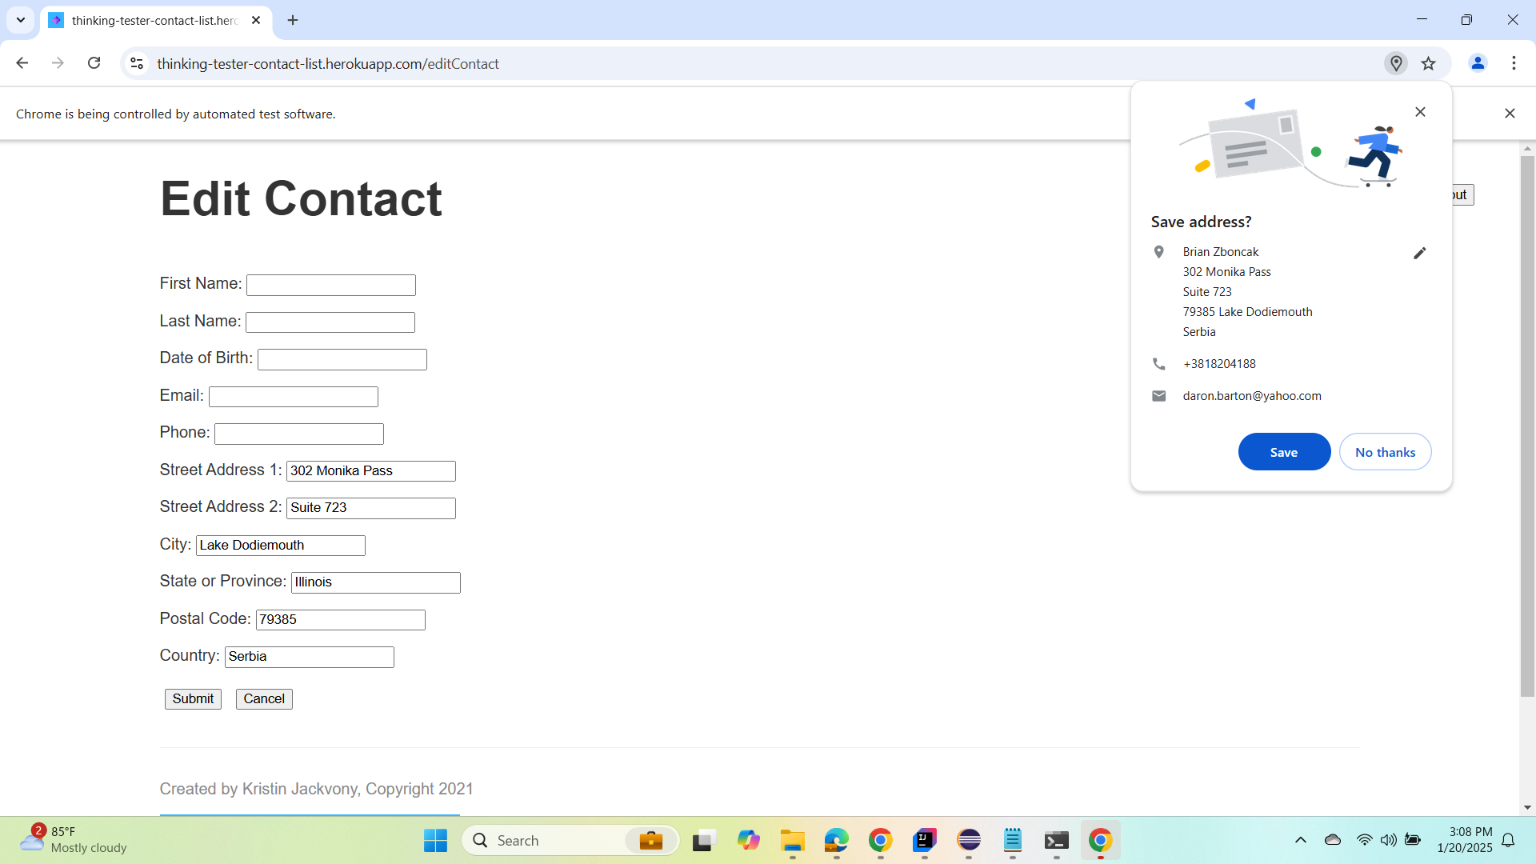 thinking-tester-contact-list.herc
thinking-tester-contact-list.herokuapp.com/editContact
Chrome is being controlled by automated test software.
Edit Contact
out
First Name:
Last Name:
Date of Birth:
Email:
Phone:
Street Address 1: 302 Monika Pass
Street Address 2: Suite 723
City: Lake Dodiemouth
State or Province: Illinois
Postal Code: 79385
Country: Serbia
Submit Cancel
Created by Kristin Jackvony, Copyright 2021
Save address?
Brian Zboncak
302 Monika Pass
Suite 723
79385 Lake Dodiemouth
Serbia
+3818204188
daron.barton@yahoo.com
Save No thanks
2
85°F
Mostly cloudy
Search
3:08 PM
1/20/2025